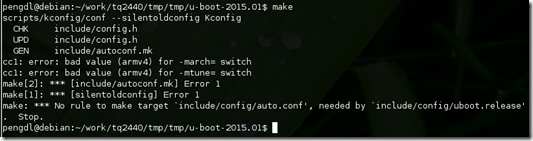 pengdl@debian:~/work/tq2440/tmp/tmp/u-boot-2015.01$ make
scripts/kconfig/conf --silentoldconfig Kconfig
  CHK     include/config.h
  UPD     include/config.h
  GEN     include/autoconf.mk
cc1: error: bad value (armv4) for -march= switch
cc1: error: bad value (armv4) for -mtune= switch
make[2]: *** [include/autoconf.mk] Error 1
make[1]: *** [silentoldconfig] Error 1
make: *** No rule to make target `include/config/auto.conf', needed by `include/config/uboot.release'
.  Stop.
pengdl@debian:~/work/tq2440/tmp/tmp/u-boot-2015.01$